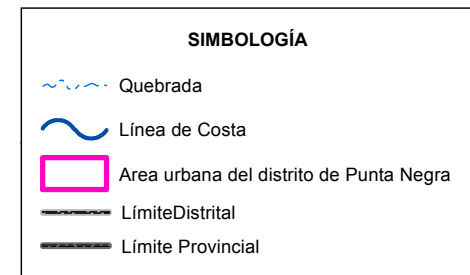 SIMBOLOGÍA
Quebrada
Línea de Costa
Area urbana del distrito de Punta Negra
LímiteDistrital
Límite Provincial